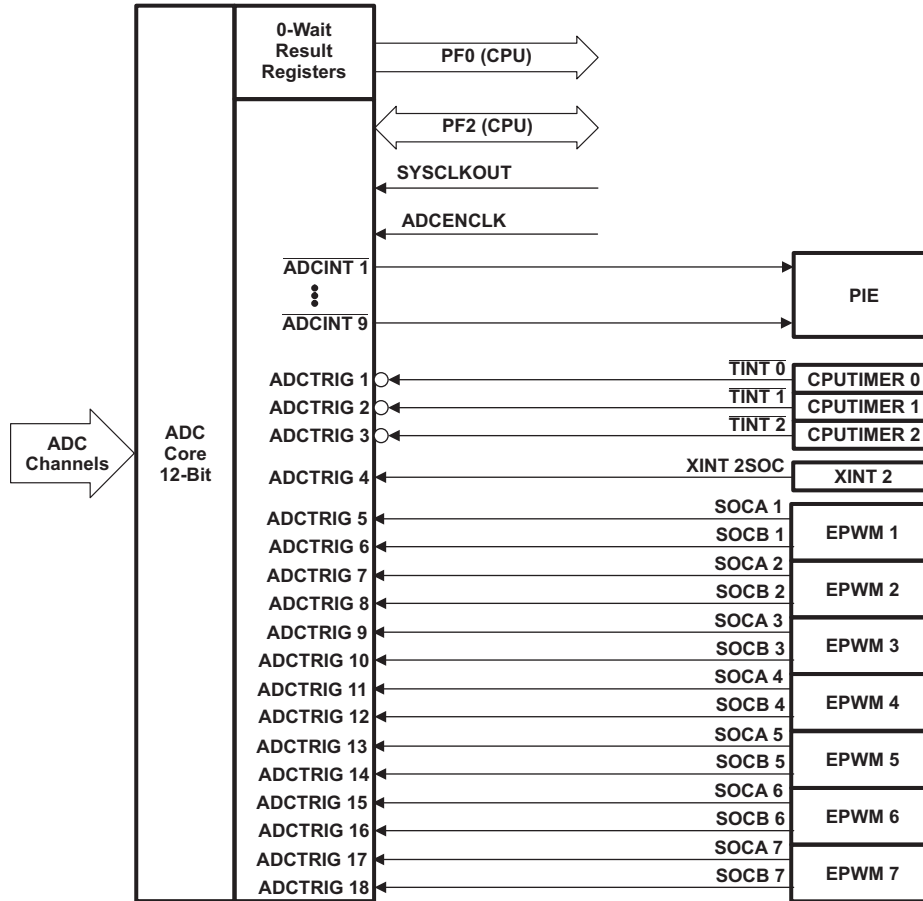 0-Wait
Result
Registers
PF0 (CPU)
PF2 (CPU)
SYSCLKOUT
ADCENCLK
ADCINT 1
PIE
ADCINT 9
ADCTRIG 1
TINT 0
CPUTIMER 0
ADCTRIG 2
TINT 1
CPUTIMER 1
ADCTRIG 3
TINT 2
CPUTIMER 2
ADC
Channels
ADC
Core
12-Bit
ADCTRIG 4
XINT 2SOC
XINT 2
ADCTRIG 5
SOCA 1
EPWM 1
ADCTRIG 6
SOCB 1
ADCTRIG 7
SOCA 2
EPWM 2
ADCTRIG 8
SOCB 2
ADCTRIG 9
SOCA 3
EPWM 3
ADCTRIG 10
SOCB 3
ADCTRIG 11
SOCA 4
EPWM 4
ADCTRIG 12
SOCB 4
ADCTRIG 13
SOCA 5
EPWM 5
ADCTRIG 14
SOCB 5
ADCTRIG 15
SOCA 6
EPWM 6
ADCTRIG 16
SOCB 6
ADCTRIG 17
SOCA 7
EPWM 7
ADCTRIG 18
SOCB 7